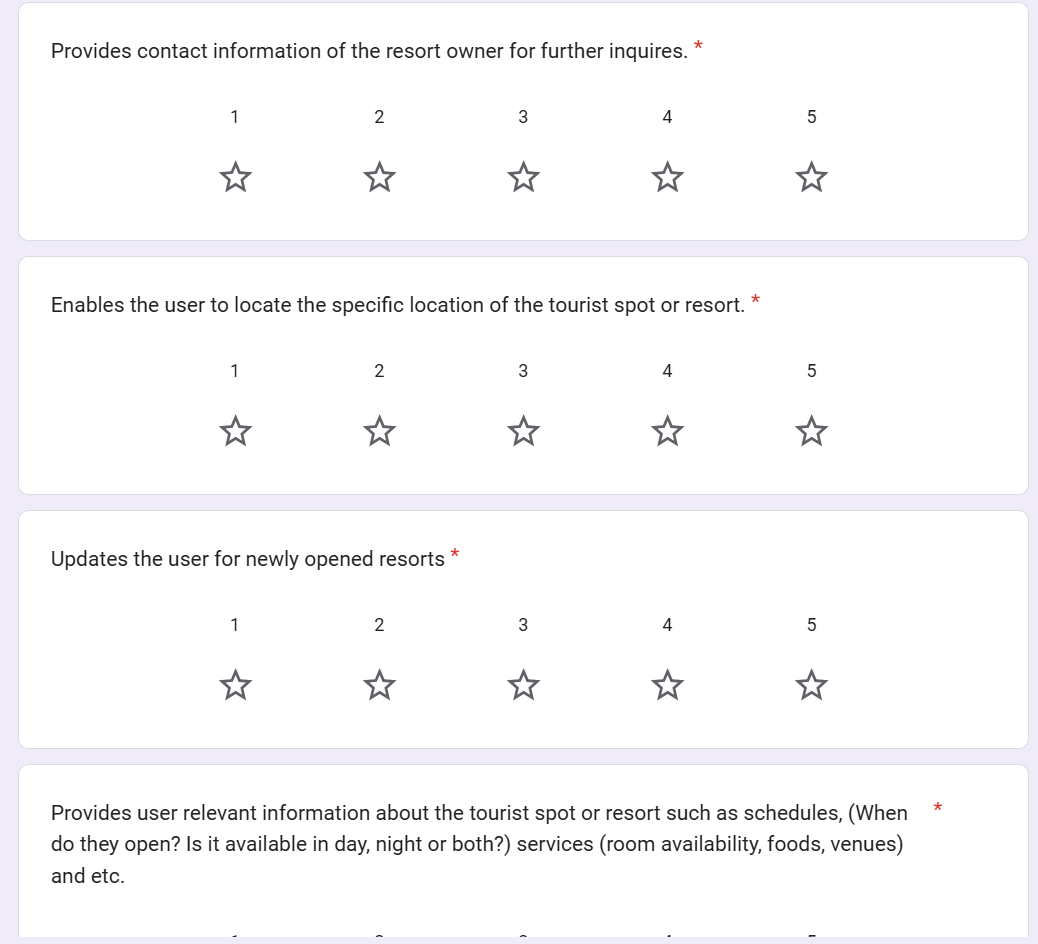 Provides contact information of the resort owner for further inquires. *
1 2 3 4 5
Enables the user to locate the specific location of the tourist spot or resort. *
1 2 3 4 5
Updates the user for newly opened resorts *
1 2 3 4 5
Provides user relevant information about the tourist spot or resort such as schedules, (When *
do they open? Is it available in day, night or both?) services (room availability, foods, venues)
and etc.